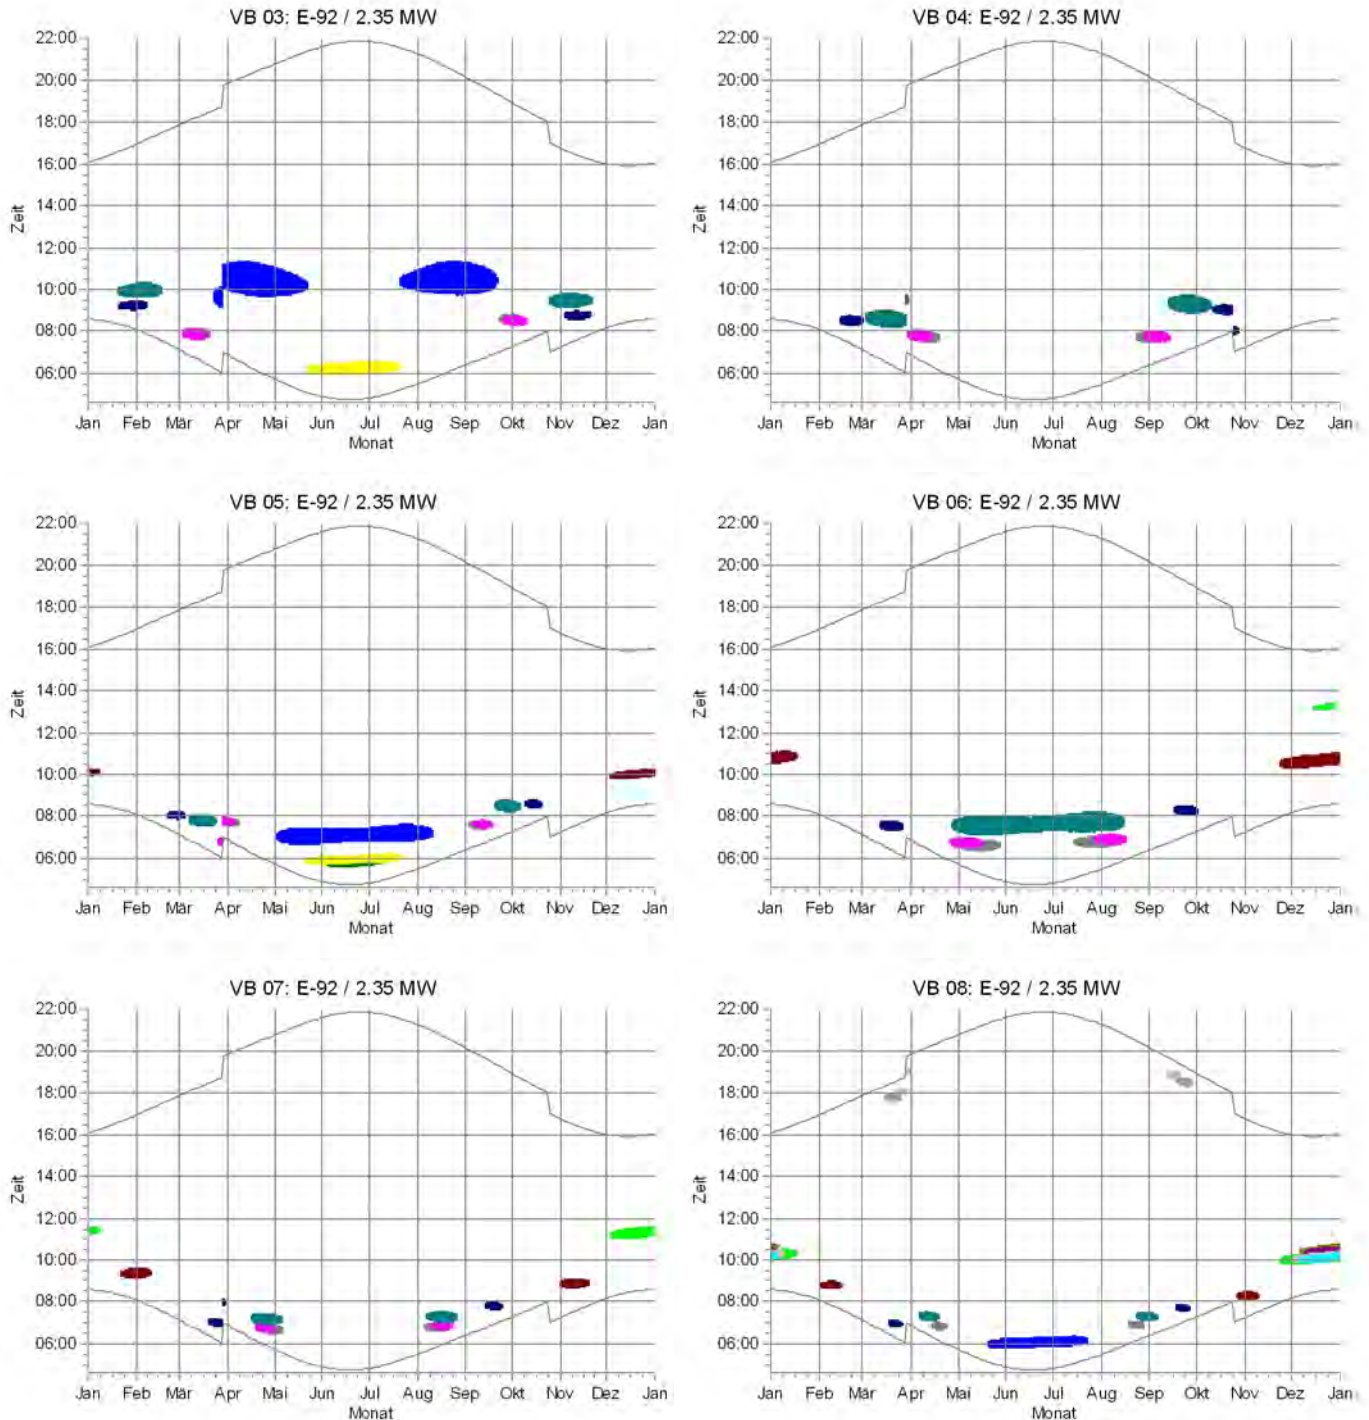 VB 03: E-92 / 2.35 MW
22:00
20:00
18:00
16:00
14:00
12:00
10:00
08:00
06:00
Zeit
Jan Feb Mär Apr Mai Jun Jul Aug Sep Okt Nov Dez Jan
Monat
VB 04: E-92 / 2.35 MW
22:00
20:00
18:00
16:00
14:00
12:00
10:00
08:00
06:00
Zeit
Jan Feb Mär Apr Mai Jun Jul Aug Sep Okt Nov Dez Jan
Monat
VB 05: E-92 / 2.35 MW
22:00
20:00
18:00
16:00
14:00
12:00
10:00
08:00
06:00
Zeit
Jan Feb Mär Apr Mai Jun Jul Aug Sep Okt Nov Dez Jan
Monat
VB 06: E-92 / 2.35 MW
22:00
20:00
18:00
16:00
14:00
12:00
10:00
08:00
06:00
Zeit
Jan Feb Mär Apr Mai Jun Jul Aug Sep Okt Nov Dez Jan
Monat
VB 07: E-92 / 2.35 MW
22:00
20:00
18:00
16:00
14:00
12:00
10:00
08:00
06:00
Zeit
Jan Feb Mär Apr Mai Jun Jul Aug Sep Okt Nov Dez Jan
Monat
VB 08: E-92 / 2.35 MW
22:00
20:00
18:00
16:00
14:00
12:00
10:00
08:00
06:00
Zeit
Jan Feb Mär Apr Mai Jun Jul Aug Sep Okt Nov Dez Jan
Monat